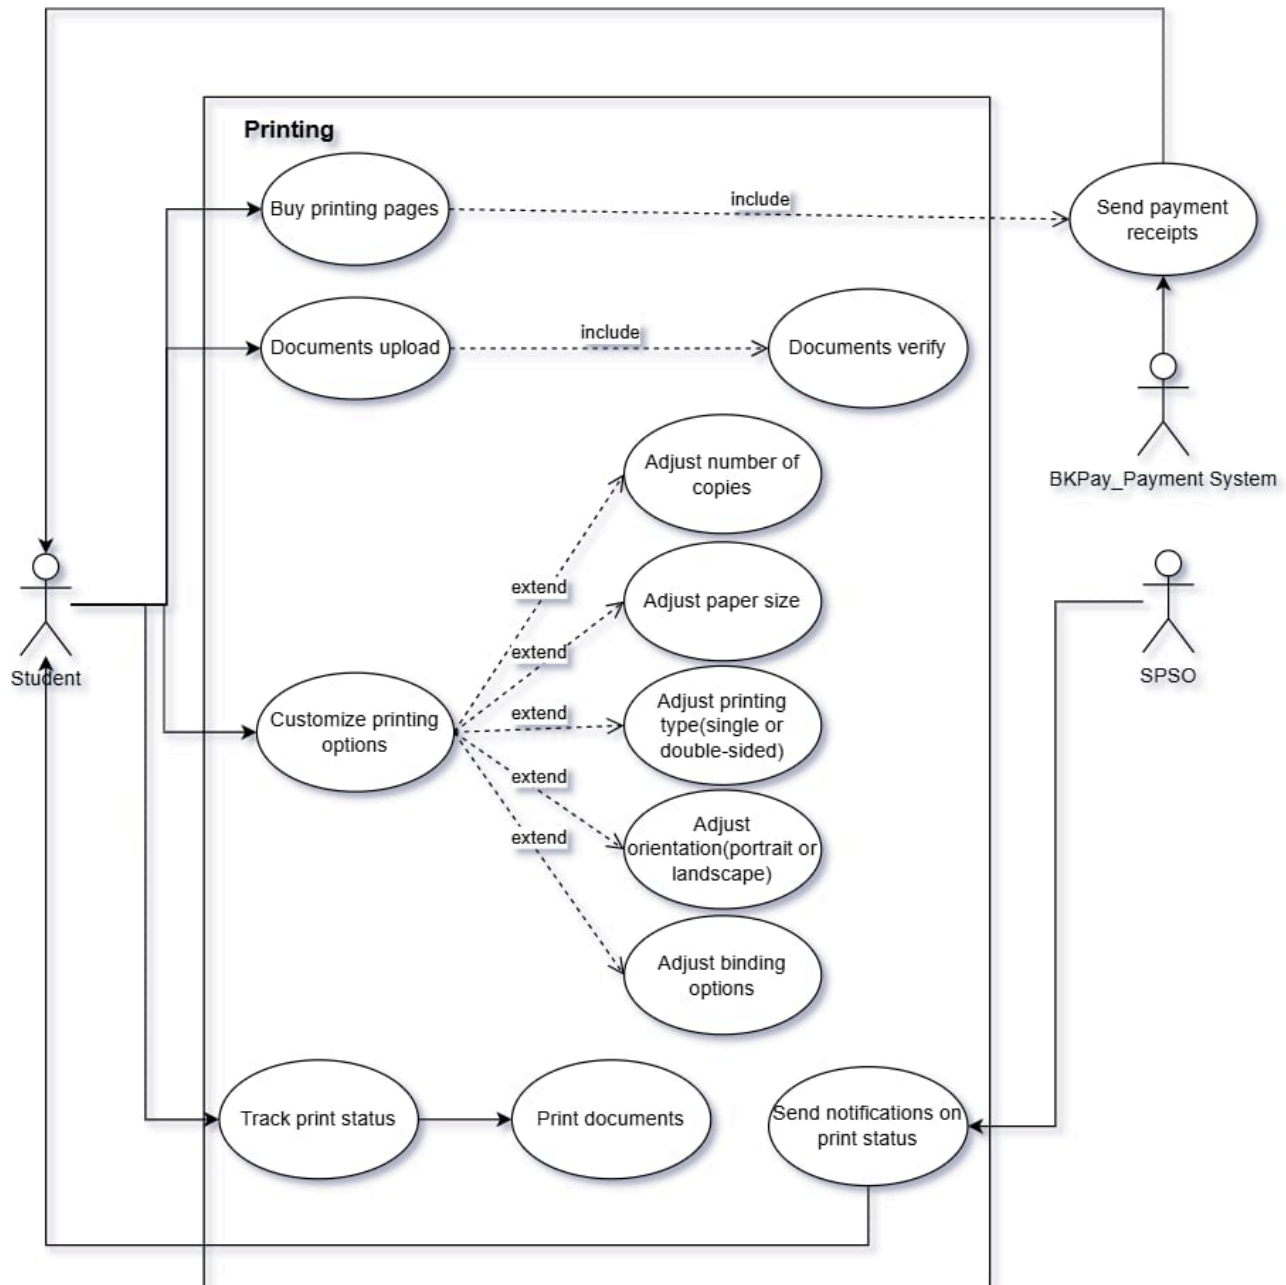 Printing
Buy printing pages
include
Send payment
receipts
Documents upload
include
Documents verify
BKPay_Payment System
Adjust number of
copies
extend
Adjust paper size
extend
Student
SPSO
Customize printing
options
extend
Adjust printing
type(single or
double-sided)
extend
Adjust
orientation(portrait or
landscape)
extend
Adjust binding
options
Track print status
Print documents
Send notifications on
print status